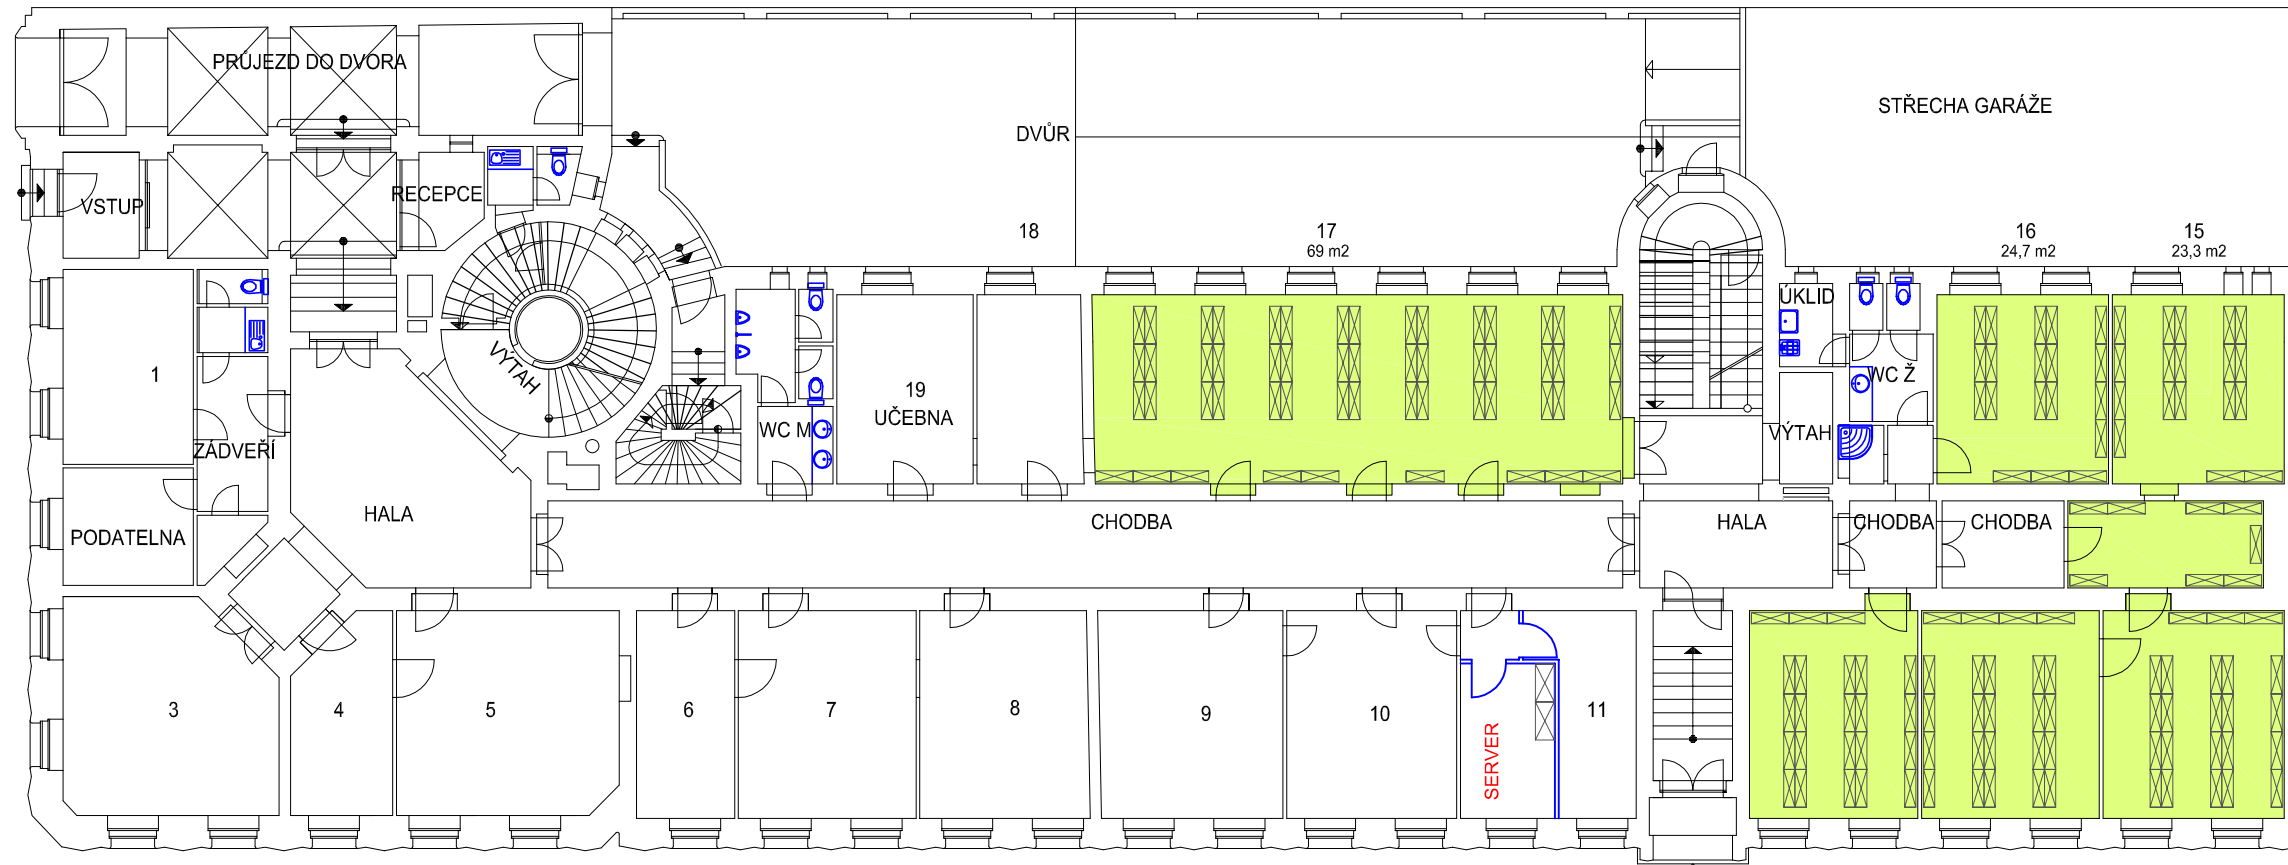 PRŮJEZD DO DVORA
STŘECHA GARÁŽE
DVŮR
VSTUP
RECEPCE
18
17
69 m2
16
24,7 m2
15
23,3 m2
ÚKLID
1
VÝTAH
19
UČEBNA
WC M
WC Ž
VÝTAH
ZÁDVEŘÍ
HALA
PODATELNA
CHODBA
HALA
CHODBA
CHODBA
3
4
5
6
7
8
9
10
11
SERVER